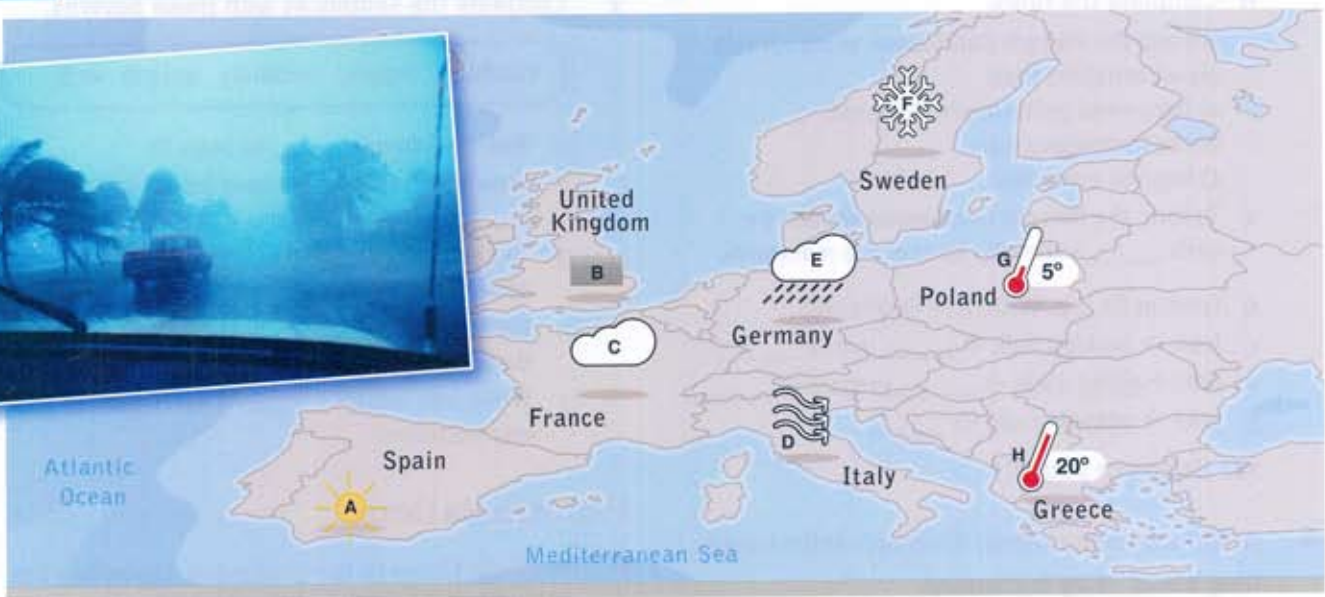 F
Sweden
United
Kingdom
B
E
G 5°
Poland
Germany
C
France
D
Italy
H 20°
Greece
Spain
A
Atlantic
Ocean
Mediterranean Sea